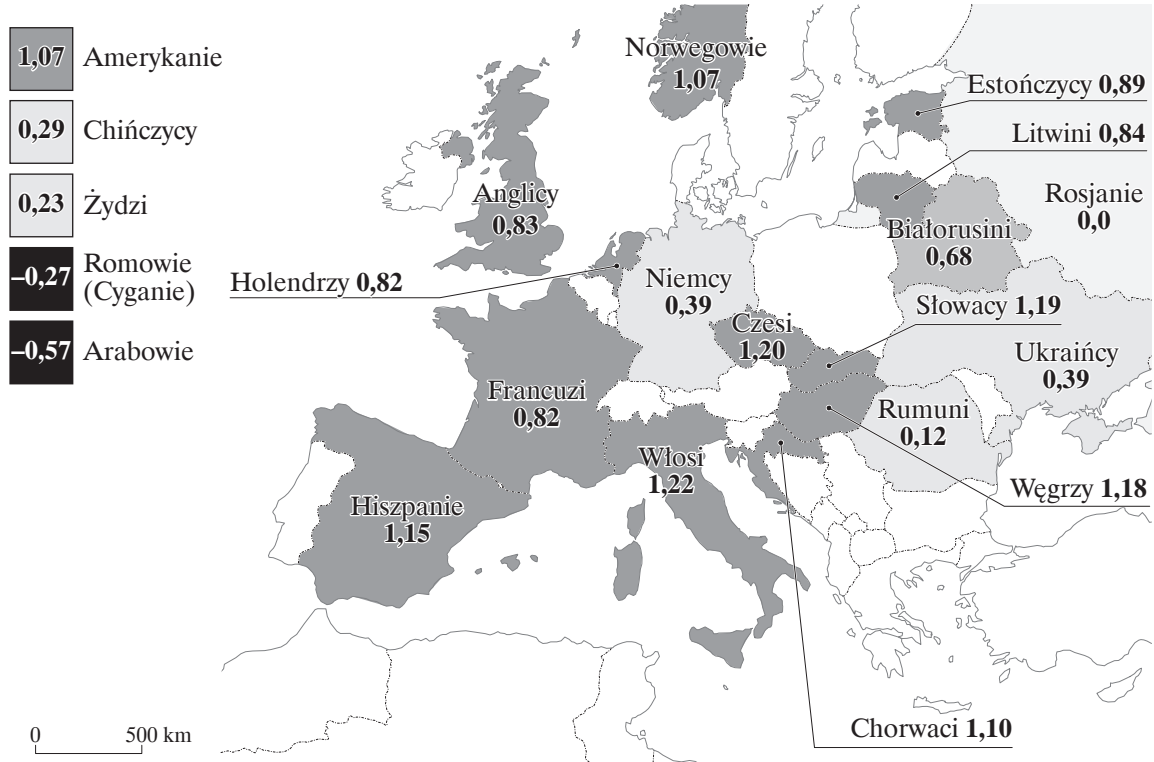 1,07 Amerykanie
0,29 Chińczycy
0,23 Żydzi
–0,27 Romowie
(Cyganie)
–0,57 Arabowie
Norwegowie
1,07
Estończycy 0,89
Litwini 0,84
Anglicy
0,83
Rosjanie
0,0
Białorusini
0,68
Holendrzy 0,82
Niemcy
0,39
Słowacy 1,19
Czesi
1,20
Ukraińcy
0,39
Francuzi
0,82
Rumuni
0,12
Włosi
1,22
Węgrzy 1,18
Hiszpanie
1,15
Chorwaci 1,10
0 500 km